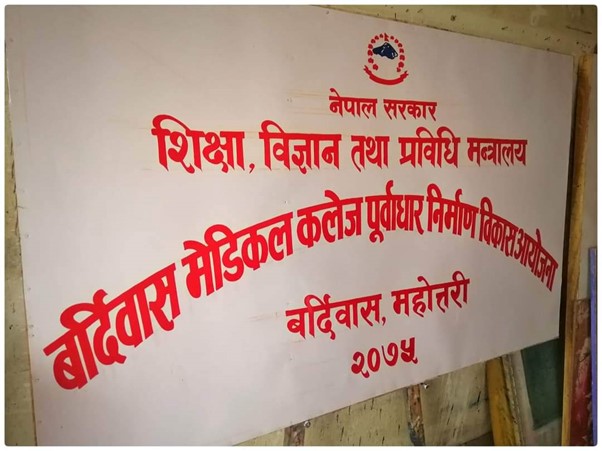 नेपाल सरकार
शिक्षा, विज्ञान तथा प्रविधि मन्त्रालय
बर्दिवास मेडिकल कलेज पूर्वाधार निर्माण विकास आयोजना
बर्दिवास, महोत्तरी
२०७५